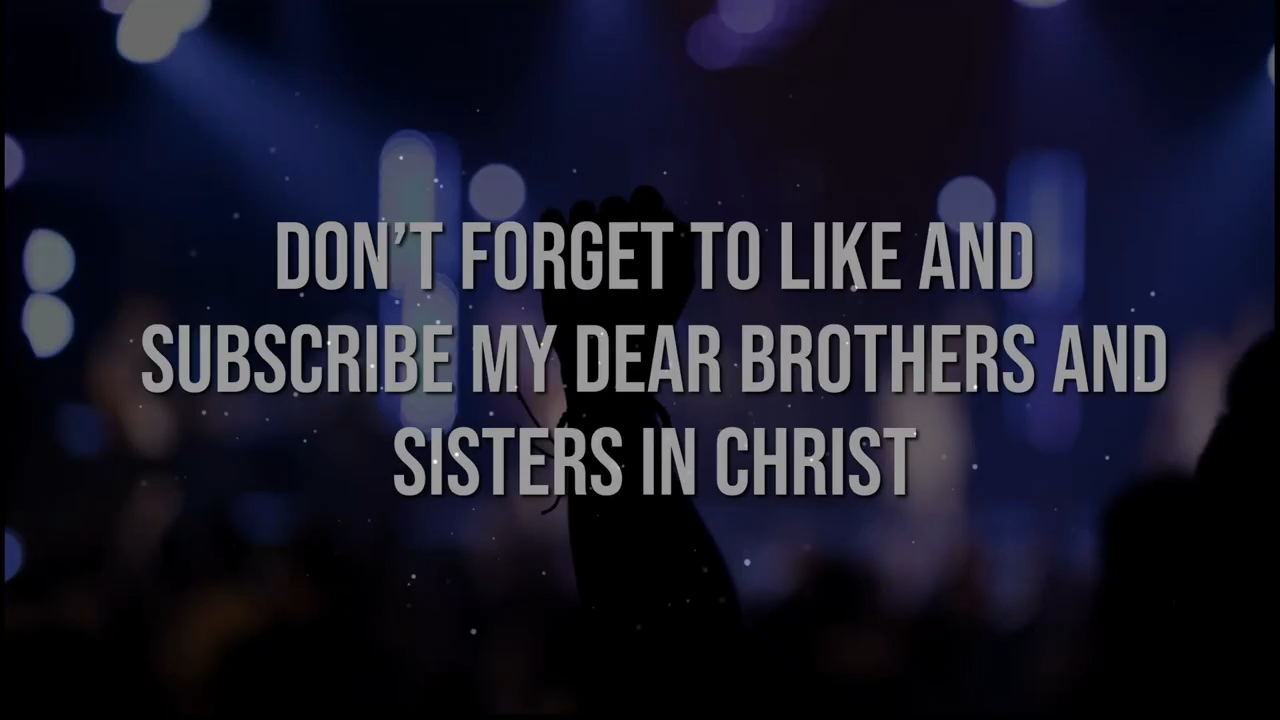 DON'T FORGET TO LIKE AND
SUBSCRIBE MY DEAR BROTHERS AND
SISTERS IN CHRIST